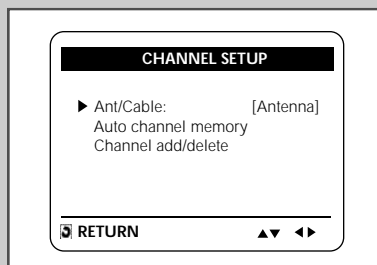 CHANNEL SETUP
▶ Ant/Cable: [Antenna]
Auto channel memory
Channel add/delete
RETURN ▲▼ ◀▶